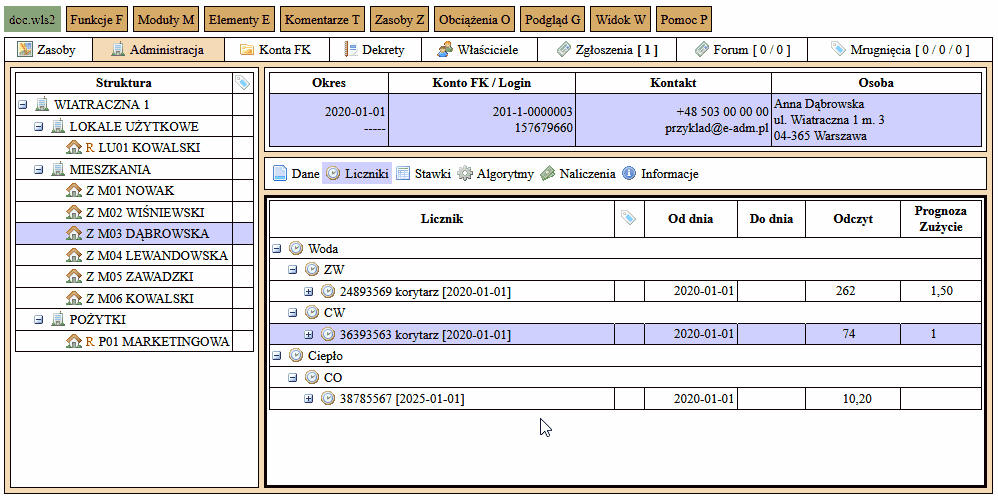 doc.wls2 Funkcje F Moduły M Elementy E Komentarze T Zasoby Z Obciążenia O Podgląd G Widok W Pomoc P
Zasoby Administracja Konta FK Dekrety Właściciele Zgłoszenia [ 1 ] Forum [ 0 / 0 ] Mrugnięcia [ 0 / 0 / 0 ]
Struktura
WIATRACZNA 1
LOKALE UŻYTKOWE
R LU01 KOWALSKI
MIESZKANIA
Z M01 NOWAK
Z M02 WIŚNIEWSKI
Z M03 DĄBROWSKA
Z M04 LEWANDOWSKA
Z M05 ZAWADZKI
Z M06 KOWALSKI
POŻYTKI
R P01 MARKETINGOWA
Okres Konto FK / Login Kontakt Osoba
2020-01-01 201-1-0000003 +48 503 00 00 00 Anna Dąbrowska
ul. Wiatraczna 1 m. 3
----- 157679660 przyklad@e-adm.pl 04-365 Warszawa
Dane Liczniki Stawki Algorytmy Naliczenia Informacje
Licznik Od dnia Do dnia Odczyt Prognoza
Zużycie
Woda
ZW
24893569 korytarz [2020-01-01] 2020-01-01 262 1,50
CW
36393563 korytarz [2020-01-01] 2020-01-01 74 1
Ciepło
CO
38785567 [2025-01-01] 2020-01-01 10,20